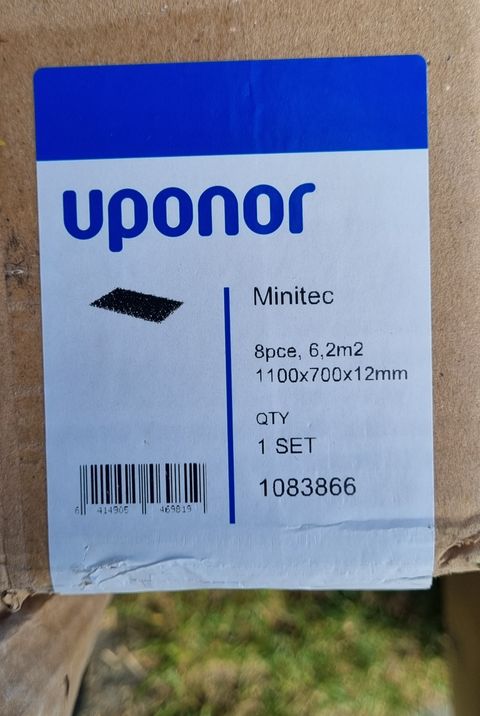 uponor
Minitec
8pce, 6,2m2
1100x700x12mm
QTY
1 SET
1083866
6 414905 469819